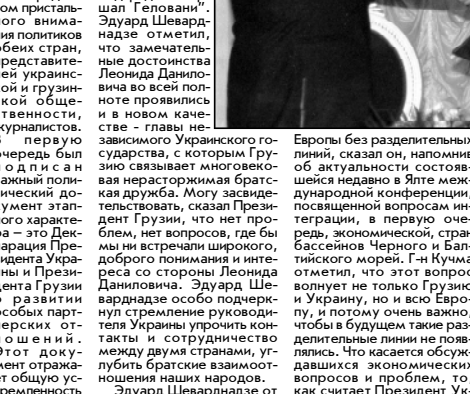 ом присталь-
ого внима-
ия политиков
обеих стран,
представите-
ей украинс-
кой и грузин-
кой обще-
твенности,
журналистов.
В первую
очередь был
одписан
ажный поли-
ический до-
умент этап-
ого характе-
ра – это Дек-
ларация Пре-
идента Укра-
ны и Прези-
дента Грузии
о развитии
особых парт-
ерских от-
ошений.
Этот доку-
мент отража-
ет общую ус-
тремленность
шал Геловани".
Эдуард Шевард-
надзе отметил,
что замечатель-
ные достоинства
Леонида Данило-
вича во всей пол-
ноте проявились
и в новом каче-
стве - главы не-
зависимого Украинского го-
сударства, с которым Гру-
зию связывает многовеко-
вая нерасторжимая братс-
кая дружба. Могу засвиде-
тельствовать, сказал Прези-
дент Грузии, что нет про-
блем, нет вопросов, где бы
мы ни встречали широкого,
доброго понимания и инте-
реса со стороны Леонида
Даниловича. Эдуард Ше-
варднадзе особо подчерк-
нул стремление руководи-
теля Украины упрочить кон-
такты и сотрудничество
между двумя странами, уг-
лубить братские взаимоот-
ношения наших народов.
Эдуард Шеварднадзе от
Европы без разделительных
линий, сказал он, напомнив
об актуальности состояв-
шейся недавно в Ялте меж-
дународной конференции,
посвященной вопросам ин-
теграции, в первую оче-
редь, экономической, стран
бассейнов Черного и Бал-
тийского морей. Г-н Кучма
отметил, что этот вопрос
волнует не только Грузию
и Украину, но и всю Евро-
пу, и потому очень важно,
чтобы в будущем такие раз-
делительные линии не появ-
лялись. Что касается обсуж-
давшихся экономических
вопросов и проблем, то,
как считает Президент Ук-